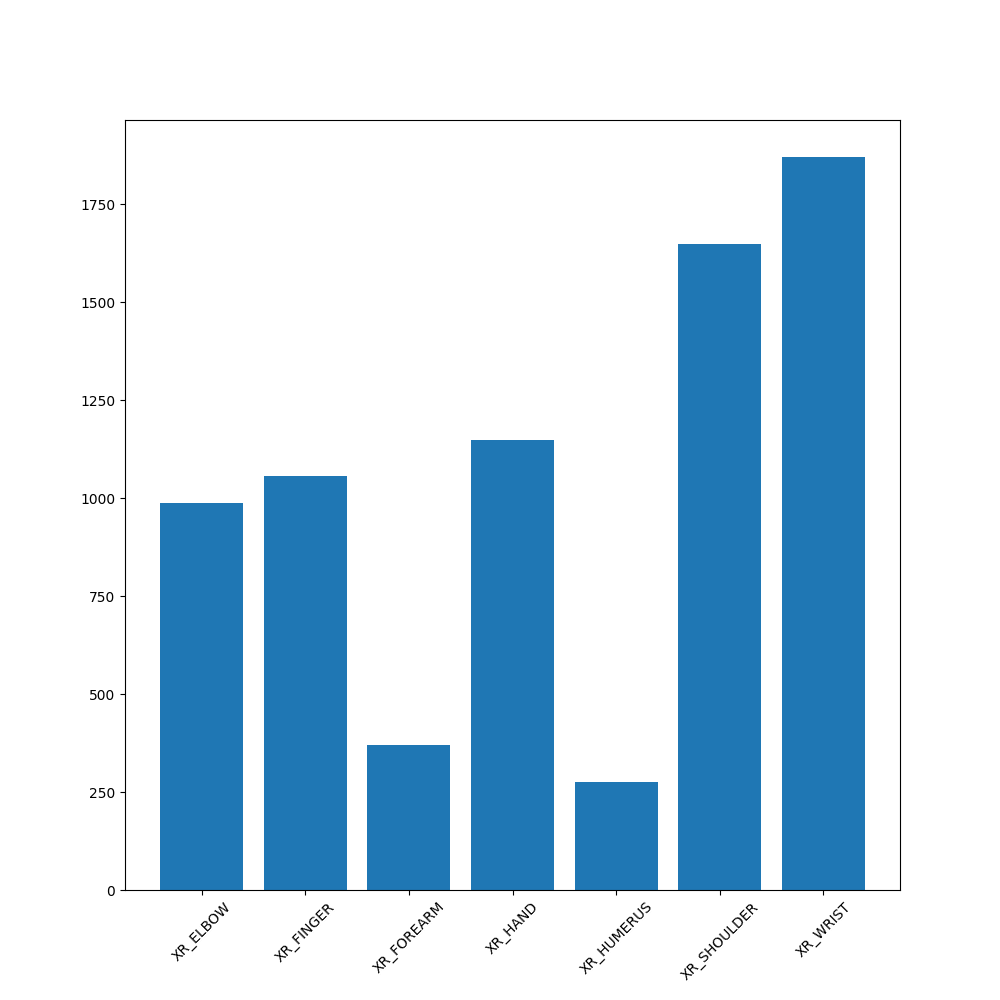 1750
1500
1250
1000
750
500
250
0
XR_ELBOW
XR_FINGER
XR_FOREARM
XR_HAND
XR_HUMERUS
XR_SHOULDER
XR_WRIST